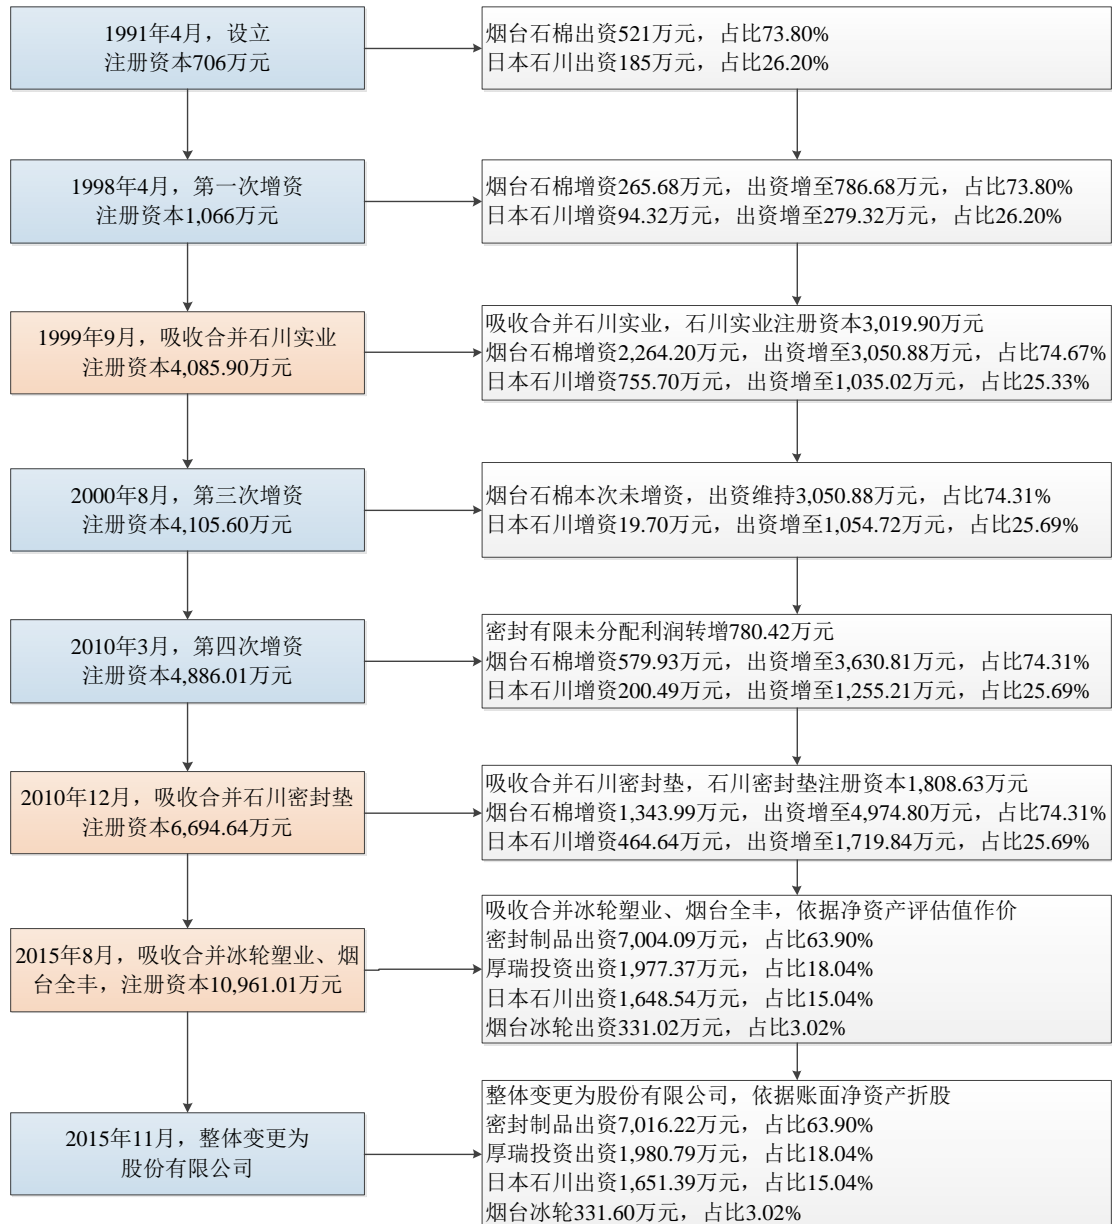 1991年4月，设立
注册资本706万元
烟台石棉出资521万元，占比73.80%
日本石川出资185万元，占比26.20%
1998年4月，第一次增资
注册资本1,066万元
烟台石棉增资265.68万元，出资增至786.68万元，占比73.80%
日本石川增资94.32万元，出资增至279.32万元，占比26.20%
1999年9月，吸收合并石川实业
注册资本4,085.90万元
吸收合并石川实业，石川实业注册资本3,019.90万元
烟台石棉增资2,264.20万元，出资增至3,050.88万元，占比74.67%
日本石川增资755.70万元，出资增至1,035.02万元，占比25.33%
2000年8月，第三次增资
注册资本4,105.60万元
烟台石棉本次未增资，出资维持3,050.88万元，占比74.31%
日本石川增资19.70万元，出资增至1,054.72万元，占比25.69%
2010年3月，第四次增资
注册资本4,886.01万元
密封有限未分配利润转增780.42万元
烟台石棉增资579.93万元，出资增至3,630.81万元，占比74.31%
日本石川增资200.49万元，出资增至1,255.21万元，占比25.69%
2010年12月，吸收合并石川密封垫
注册资本6,694.64万元
吸收合并石川密封垫，石川密封垫注册资本1,808.63万元
烟台石棉增资1,343.99万元，出资增至4,974.80万元，占比74.31%
日本石川增资464.64万元，出资增至1,719.84万元，占比25.69%
2015年8月，吸收合并冰轮塑业、烟
台全丰，注册资本10,961.01万元
吸收合并冰轮塑业、烟台全丰，依据净资产评估值作价
密封制品出资7,004.09万元，占比63.90%
厚瑞投资出资1,977.37万元，占比18.04%
日本石川出资1,648.54万元，占比15.04%
烟台冰轮出资331.02万元，占比3.02%
2015年11月，整体变更为
股份有限公司
整体变更为股份有限公司，依据账面净资产折股
密封制品出资7,016.22万元，占比63.90%
厚瑞投资出资1,980.79万元，占比18.04%
日本石川出资1,651.39万元，占比15.04%
烟台冰轮331.60万元，占比3.02%